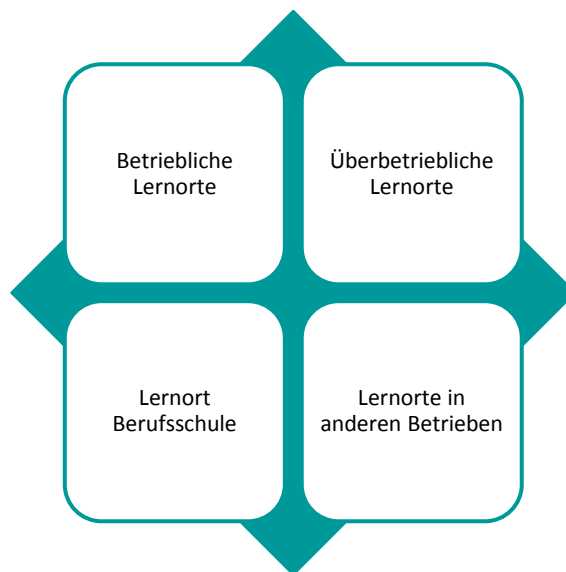 Betriebliche
Lernorte
Überbetriebliche
Lernorte
Lernort
Berufsschule
Lernorte in
anderen Betrieben